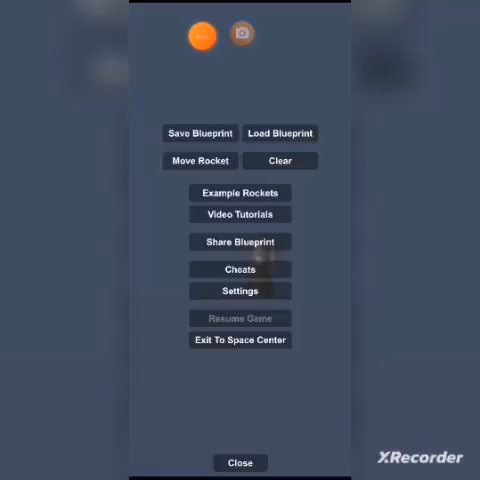 Save Blueprint Load Blueprint
Move Rocket Clear
Example Rockets
Video Tutorials
Share Blueprint
Cheats
Settings
Resume Game
Exit To Space Center
Close
XRecorder